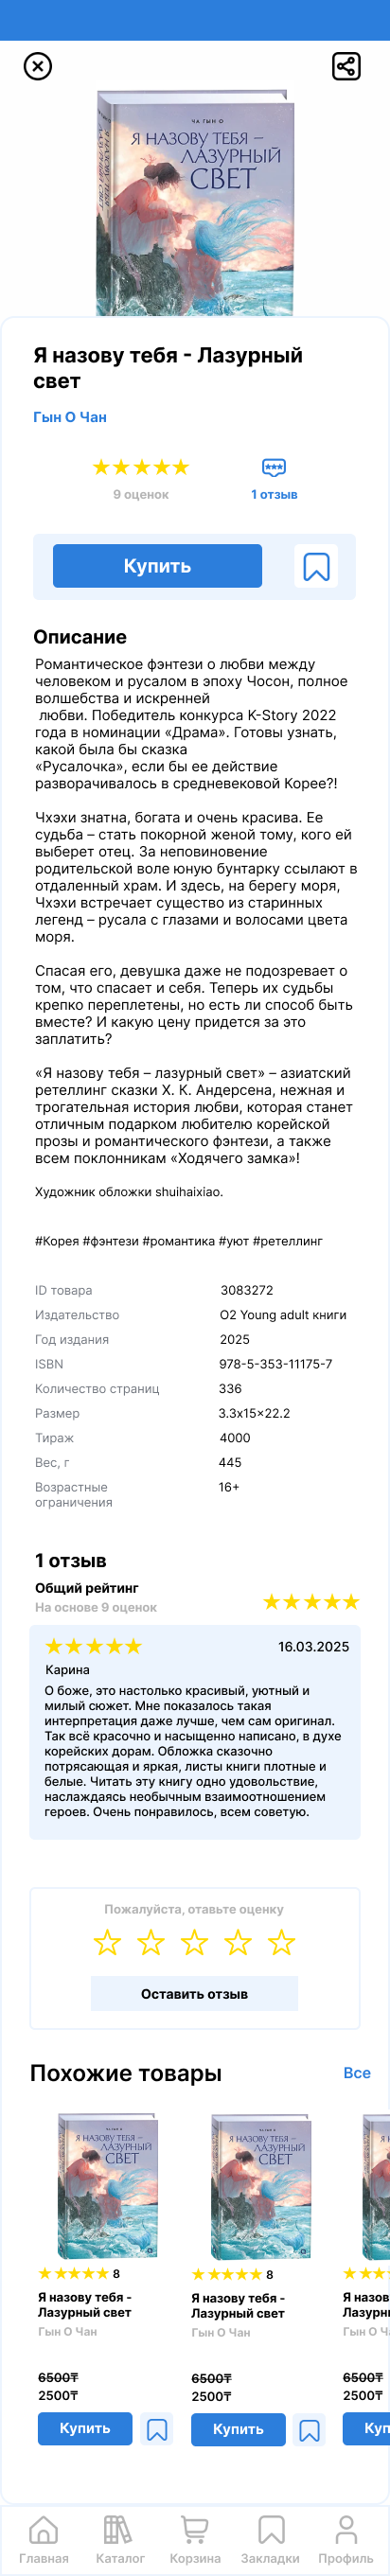 ЧА ГЫН О
Я НАЗОВУ ТЕБЯ –
ЛАЗУРНЫЙ
СВЕТ
Я назову тебя - Лазурный
свет
Гын О Чан
9 оценок
1 отзыв
Купить
Описание
Романтическое фэнтези о любви между
человеком и русалом в эпоху Чосон, полное
волшебства и искренней
любви. Победитель конкурса K-Story 2022
года в номинации «Драма». Готовы узнать,
какой была бы сказка
«Русалочка», если бы ее действие
разворачивалось в средневековой Корее?!
Чхэхи знатна, богата и очень красива. Ее
судьба – стать покорной женой тому, кого ей
выберет отец. За неповиновение
родительской воле юную бунтарку ссылают в
отдаленный храм. И здесь, на берегу моря,
Чхэхи встречает существо из старинных
легенд – русала с глазами и волосами цвета
моря.
Спасая его, девушка даже не подозревает о
том, что спасает и себя. Теперь их судьбы
крепко переплетены, но есть ли способ быть
вместе? И какую цену придется за это
заплатить?
«Я назову тебя – лазурный свет» – азиатский
ретеллинг сказки Х. К. Андерсена, нежная и
трогательная история любви, которая станет
отличным подарком любителю корейской
прозы и романтического фэнтези, а также
всем поклонникам «Ходячего замка»!
Художник обложки shuihaixiao.
#Корея #фэнтези #романтика #уют #ретеллинг
ID товара 3083272
Издательство O2 Young adult книги
Год издания 2025
ISBN 978-5-353-11175-7
Количество страниц 336
Размер 3.3x15x22.2
Тираж 4000
Вес, г 445
Возрастные 16+
ограничения
1 отзыв
Общий рейтинг
На основе 9 оценок
16.03.2025
Карина
О боже, это настолько красивый, уютный и
милый сюжет. Мне показалось такая
интерпретация даже лучше, чем сам оригинал.
Так всё красочно и насыщенно написано, в духе
корейских дорам. Обложка сказочно
потрясающая и яркая, листы книги плотные и
белые. Читать эту книгу одно удовольствие,
наслаждаясь необычным взаимоотношением
героев. Очень понравилось, всем советую.
Пожалуйста, отавьте оценку
Оставить отзыв
Похожие товары Все
Я НАЗОВУ ТЕБЯ –
ЛАЗУРНЫЙ
СВЕТ
Я НАЗОВУ ТЕБЯ –
ЛАЗУРНЫЙ
СВЕТ
8
8
Я назову тебя -
Лазурный свет
Гын О Чан
6500₸
2500₸
Купить
Я назову тебя -
Лазурный свет
Гын О Чан
6500₸
2500₸
Купить
Я назов
Лазурн
Гын О Ч
6500₸
2500₸
Куп
Главная Каталог Корзина Закладки Профиль